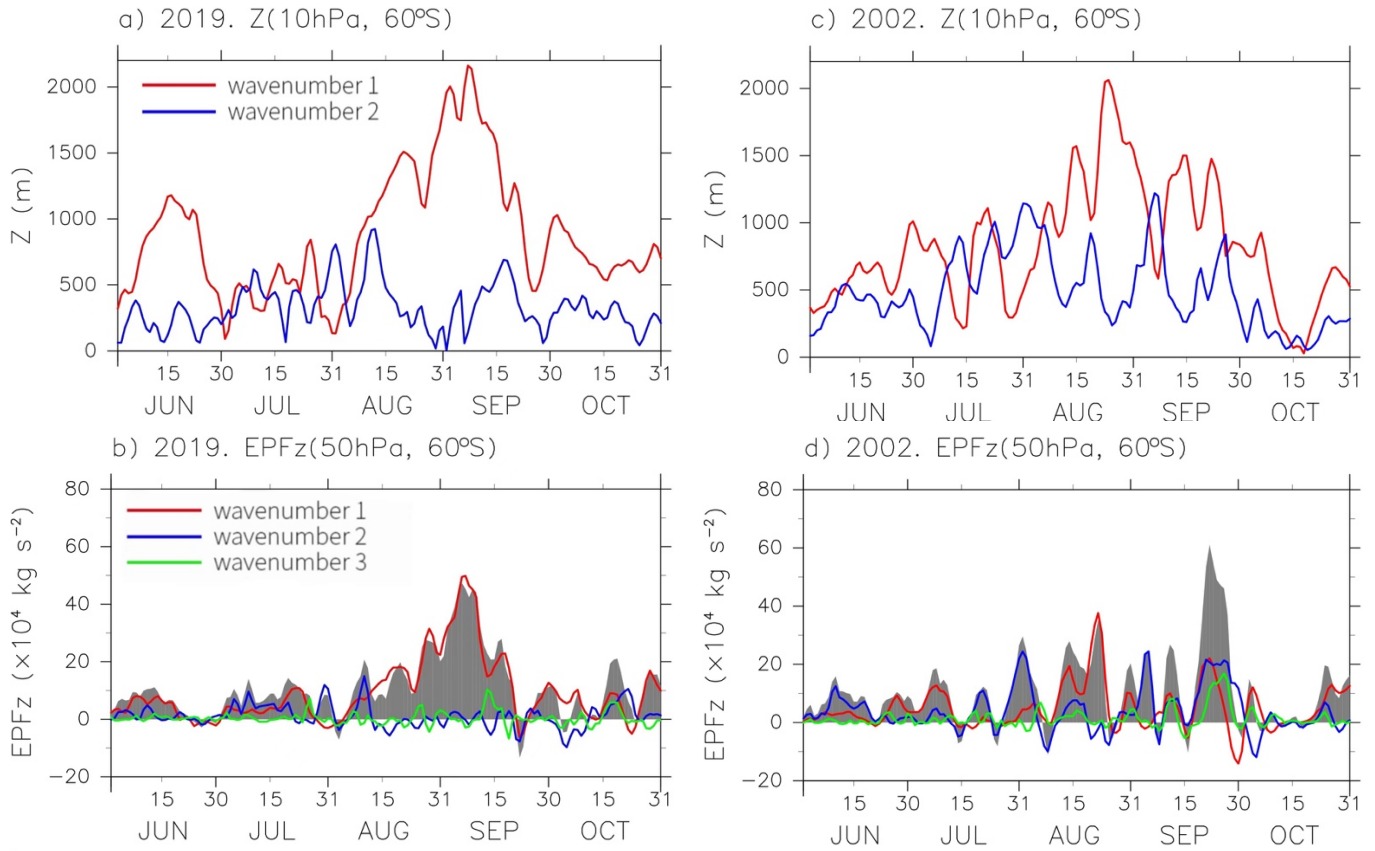 a) 2019. Z(10hPa, 60ºS)
wavenumber 1
wavenumber 2
Z (m)
2000
1500
1000
500
0
15 30 15 31 15 31 15 30 15 31
JUN JUL AUG SEP OCT
c) 2002. Z(10hPa, 60ºS)
Z (m)
2000
1500
1000
500
0
15 30 15 31 15 31 15 30 15 31
JUN JUL AUG SEP OCT
b) 2019. EPFz(50hPa, 60ºS)
wavenumber 1
wavenumber 2
wavenumber 3
EPFz (×10⁴ kg s⁻²)
80
60
40
20
0
−20
15 30 15 31 15 31 15 30 15 31
JUN JUL AUG SEP OCT
d) 2002. EPFz(50hPa, 60ºS)
EPFz (×10⁴ kg s⁻²)
80
60
40
20
0
−20
15 30 15 31 15 31 15 30 15 31
JUN JUL AUG SEP OCT